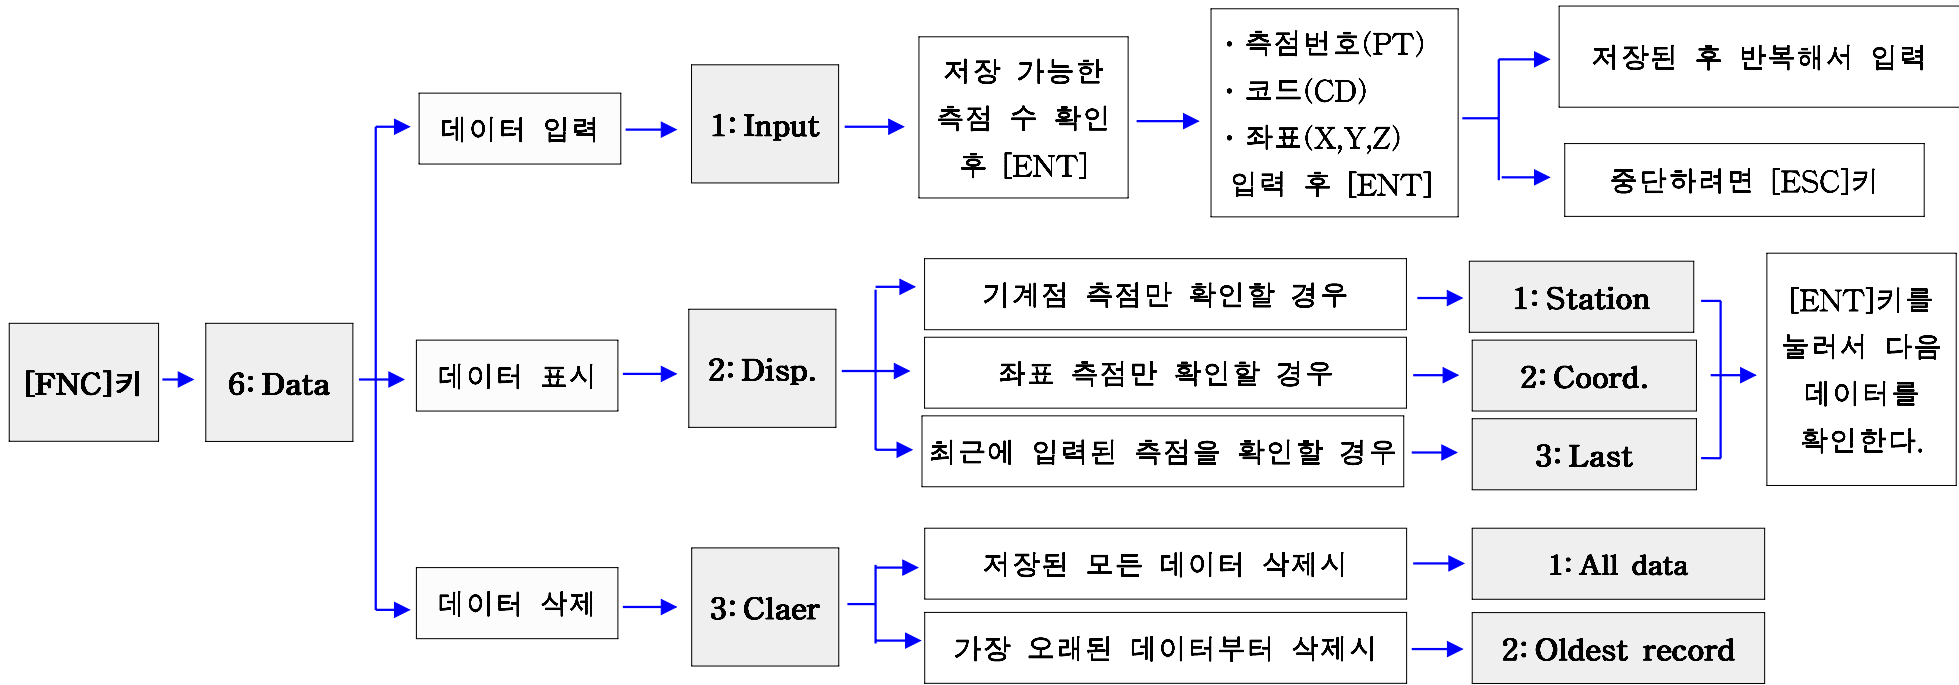 [FNC]키
6: Data
데이터 입력
1: Input
저장 가능한
측점 수 확인
후 [ENT]
· 측점번호(PT)
· 코드(CD)
· 좌표(X,Y,Z)
입력 후 [ENT]
저장된 후 반복해서 입력
중단하려면 [ESC]키
데이터 표시
2: Disp.
기계점 측점만 확인할 경우
1: Station
좌표 측점만 확인할 경우
2: Coord.
최근에 입력된 측점을 확인할 경우
3: Last
[ENT]키를
눌러서 다음
데이터를
확인한다.
데이터 삭제
3: Claer
저장된 모든 데이터 삭제시
1: All data
가장 오래된 데이터부터 삭제시
2: Oldest record